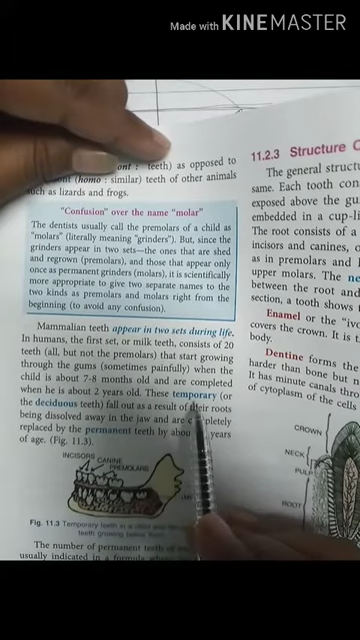 Made with KINEMASTER
ont : teeth) as opposed to
ont (homo : similar) teeth of other animals
such as lizards and frogs.
"Confusion" over the name "molar"
The dentists usually call the premolars of a child as
"molars" (literally meaning "grinders"). But, since the
grinders appear in two sets—the ones that are shed
and regrown (premolars), and those that appear only
once as permanent grinders (molars), it is scientifically
more appropriate to give two separate names to the
two kinds as premolars and molars right from the
beginning (to avoid any confusion).
Mammalian teeth appear in two sets during life.
In humans, the first set, or milk teeth, consists of 20
teeth (all, but not the premolars) that start growing
through the gums (sometimes painfully) when the
child is about 7-8 months old and are completed
when he is about 2 years old. These temporary (or
the deciduous teeth) fall out as a result of their roots
being dissolved away in the jaw and are completely
replaced by the permanent teeth by about years
of age. (Fig. 11.3).
INCISORS
CANINE
PREMOLARS
Fig. 11.3 Temporary teeth in a child and
teeth growing below
The number of permanent teeth
usually indicated in a formula
11.2.3 Structure
The general struct
same. Each tooth con
exposed above the gu
embedded in a cup-li
The root consists of a
incisors and canines, o
as in premolars and l
upper molars. The ne
between the root and
section, a tooth shows t
Enamel or the "iv
covers the crown. It is t
body.
Dentine forms the
harder than bone but n
It has minute canals thro
of cytoplasm of the cells
CROWN
NECK
PULP
ROOT